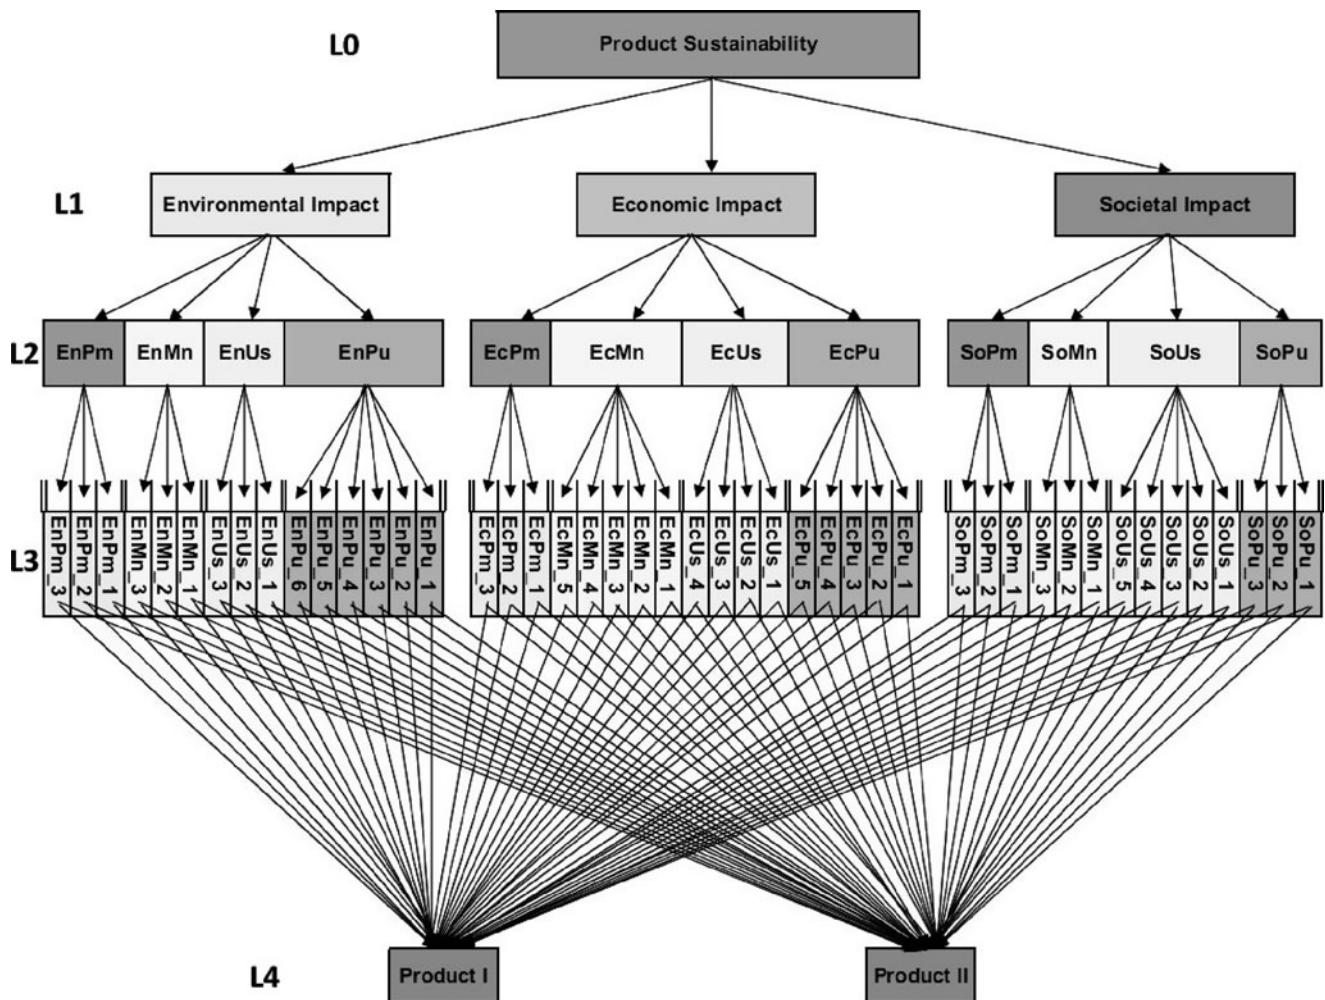 L0
Product Sustainability
L1
Environmental Impact
Economic Impact
Societal Impact
L2
EnPm
EnMn
EnUs
EnPu
EcPm
EcMn
EcUs
EcPu
SoPm
SoMn
SoUs
SoPu
L3
EnPm_3
EnPm_2
EnPm_1
EnMn_3
EnMn_2
EnMn_1
EnUs_3
EnUs_2
EnUs_1
EnPu_6
EnPu_5
EnPu_4
EnPu_3
EnPu_2
EnPu_1
EcPm_3
EcPm_2
EcPm_1
EcMn_5
EcMn_4
EcMn_3
EcMn_2
EcMn_1
EcUs_4
EcUs_3
EcUs_2
EcUs_1
EcPu_5
EcPu_4
EcPu_3
EcPu_2
EcPu_1
SoPm_3
SoPm_2
SoPm_1
SoMn_3
SoMn_2
SoMn_1
SoUs_5
SoUs_4
SoUs_3
SoUs_2
SoUs_1
SoPu_3
SoPu_2
SoPu_1
L4
Product I
Product II